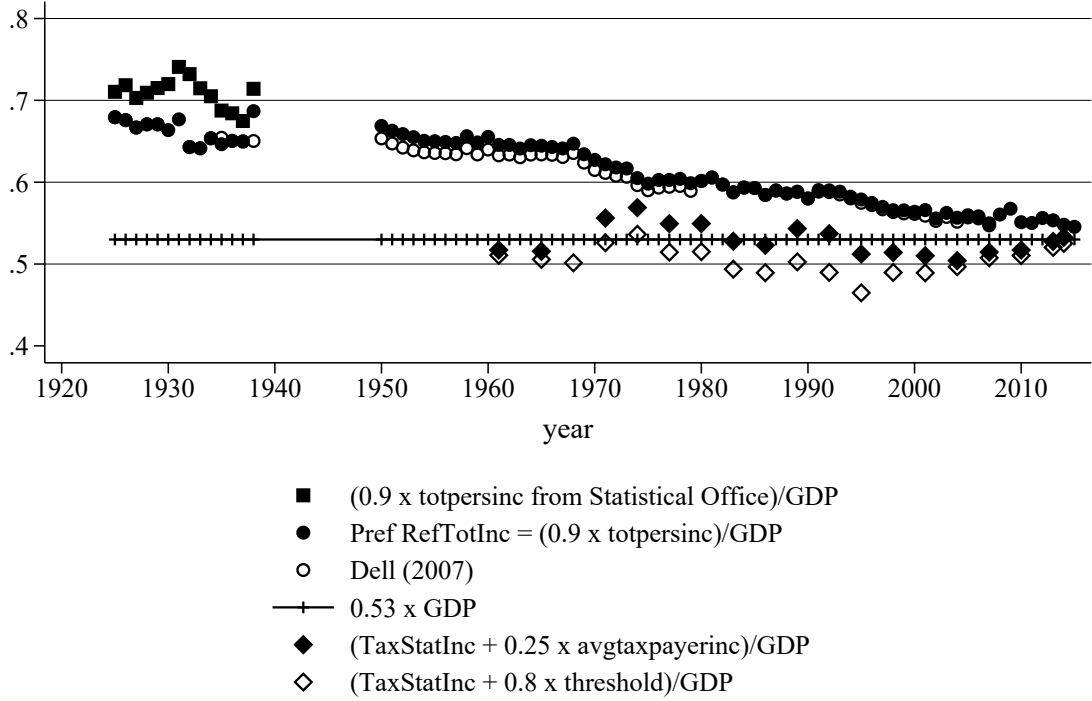 .8
.7
.6
.5
.4
1920 1930 1940 1950 1960 1970 1980 1990 2000 2010
year
(0.9 x totpersinc from Statistical Office)/GDP
Pref RefTotInc = (0.9 x totpersinc)/GDP
Dell (2007)
0.53 x GDP
(TaxStatInc + 0.25 x avgtaxpayerinc)/GDP
(TaxStatInc + 0.8 x threshold)/GDP